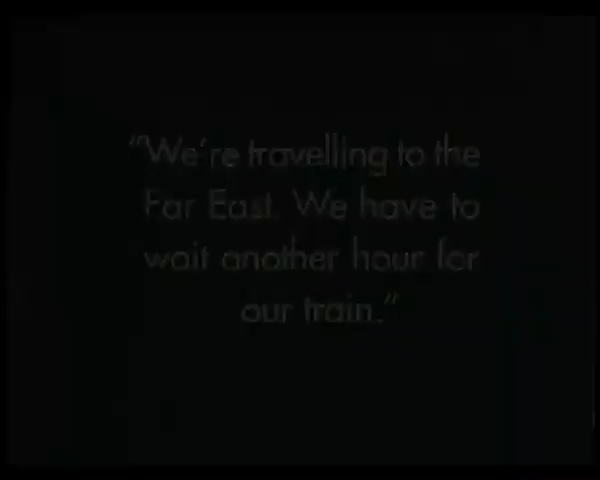 “We’re travelling to the
Far East. We have to
wait another hour for
our train.”